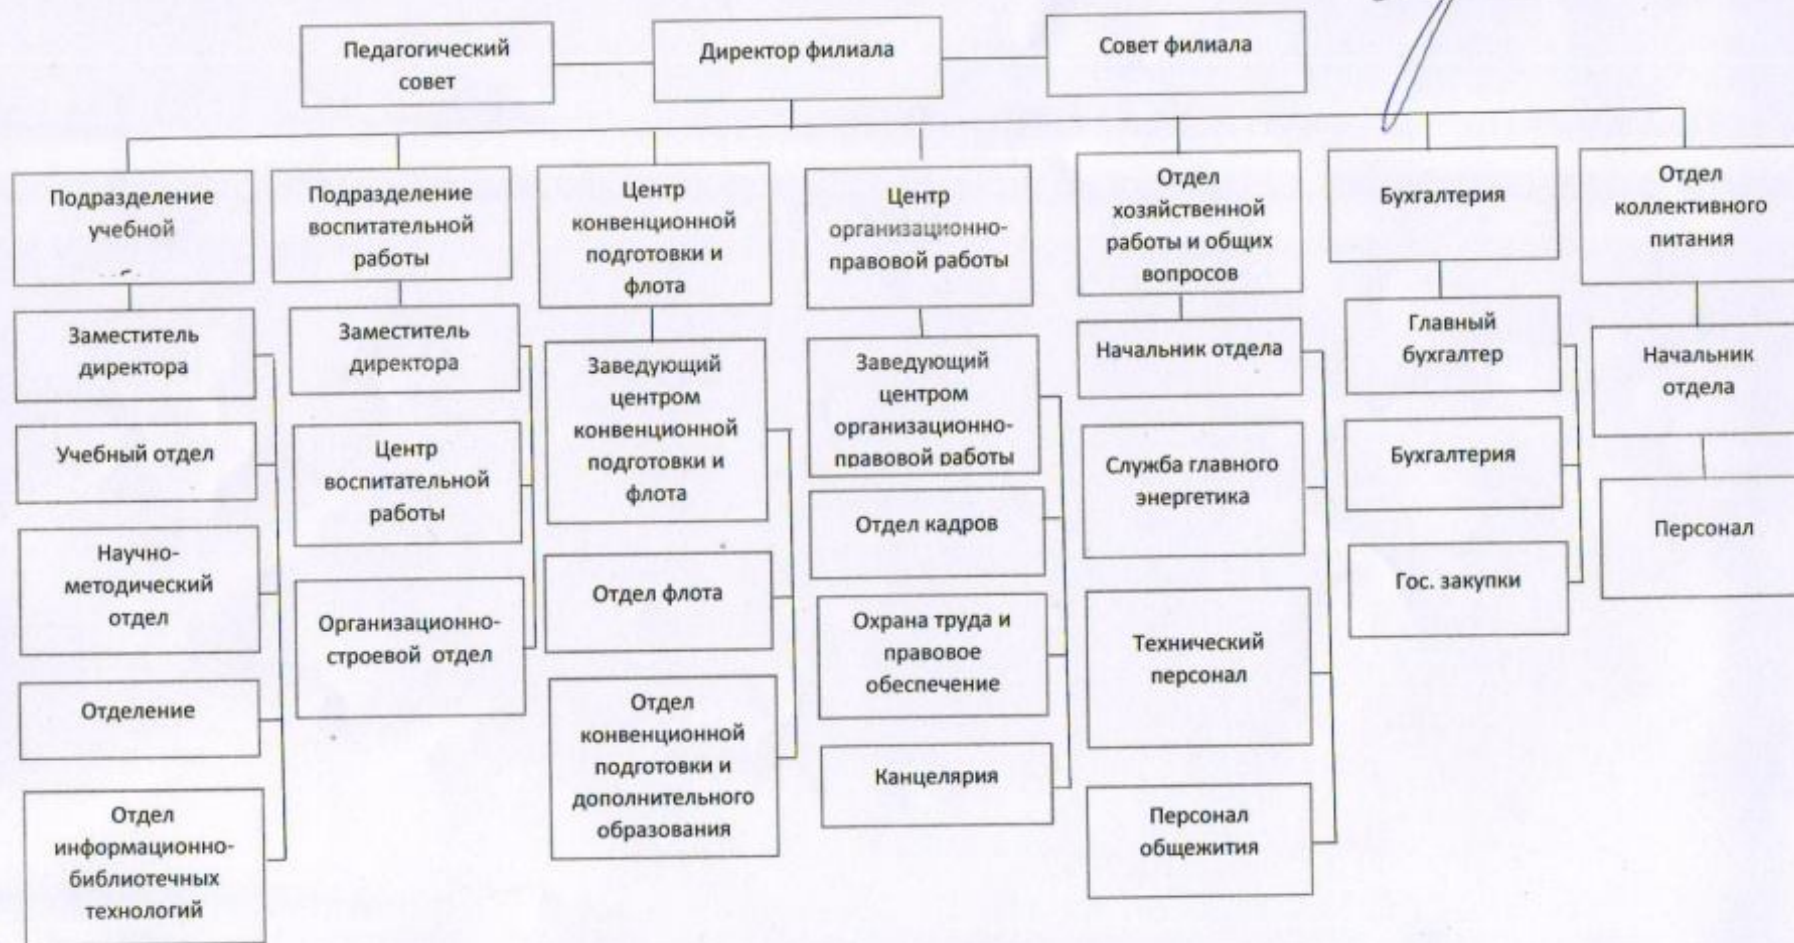 Педагогический
совет
Директор филиала
Совет филиала
Подразделение
учебной
Подразделение
воспитательной
работы
Центр
конвенционной
подготовки и
флота
Центр
организационно-
правовой работы
Отдел
хозяйственной
работы и общих
вопросов
Бухгалтерия
Отдел
коллективного
питания
Заместитель
директора
Учебный отдел
Научно-
методический
отдел
Отделение
Отдел
информационно-
библиотечных
технологий
Заместитель
директора
Центр
воспитательной
работы
Организационно-
строевой отдел
Заведующий
центром
конвенционной
подготовки и
флота
Отдел флота
Отдел
конвенционной
подготовки и
дополнительного
образования
Заведующий
центром
организационно-
правовой работы
Отдел кадров
Охрана труда и
правовое
обеспечение
Канцелярия
Начальник отдела
Служба главного
энергетика
Технический
персонал
Персонал
общежития
Главный
бухгалтер
Бухгалтерия
Гос. закупки
Начальник
отдела
Персонал